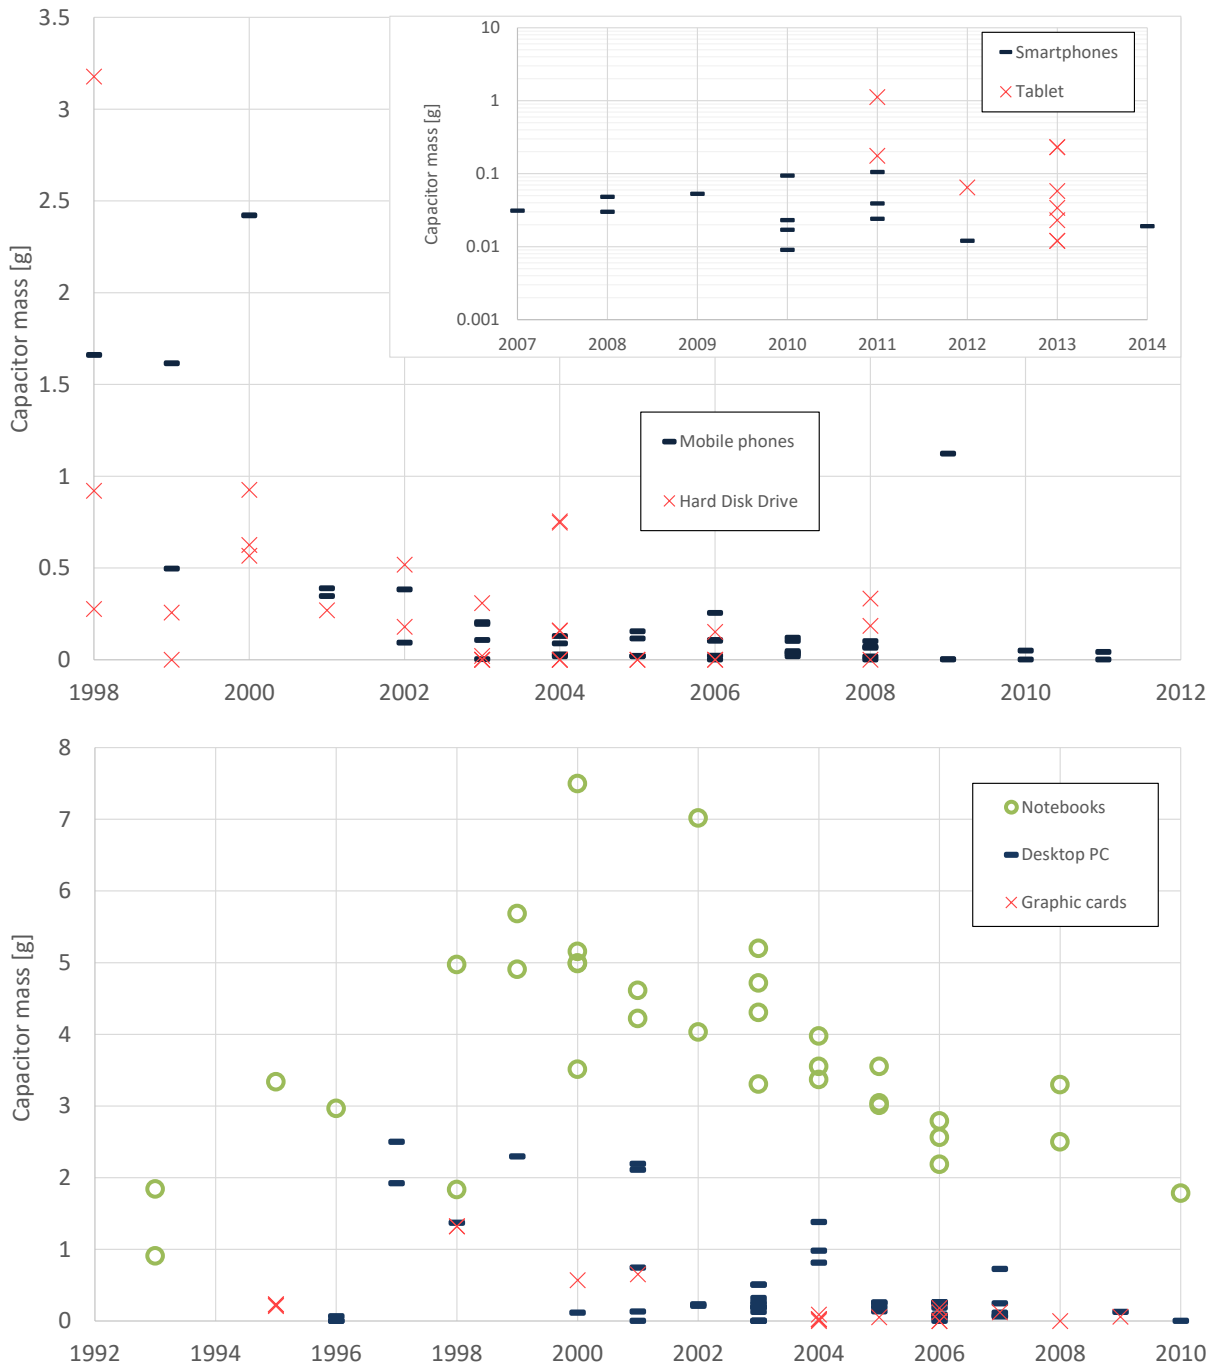 3.5
3
2.5
2
1.5
1
0.5
0
Capacitor mass [g]
1998 2000 2002 2004 2006 2008 2010 2012
Mobile phones
Hard Disk Drive
10
1
0.1
0.01
0.001
Capacitor mass [g]
2007 2008 2009 2010 2011 2012 2013 2014
Smartphones
Tablet
8
7
6
5
4
3
2
1
0
Capacitor mass [g]
1992 1994 1996 1998 2000 2002 2004 2006 2008 2010
Notebooks
Desktop PC
Graphic cards